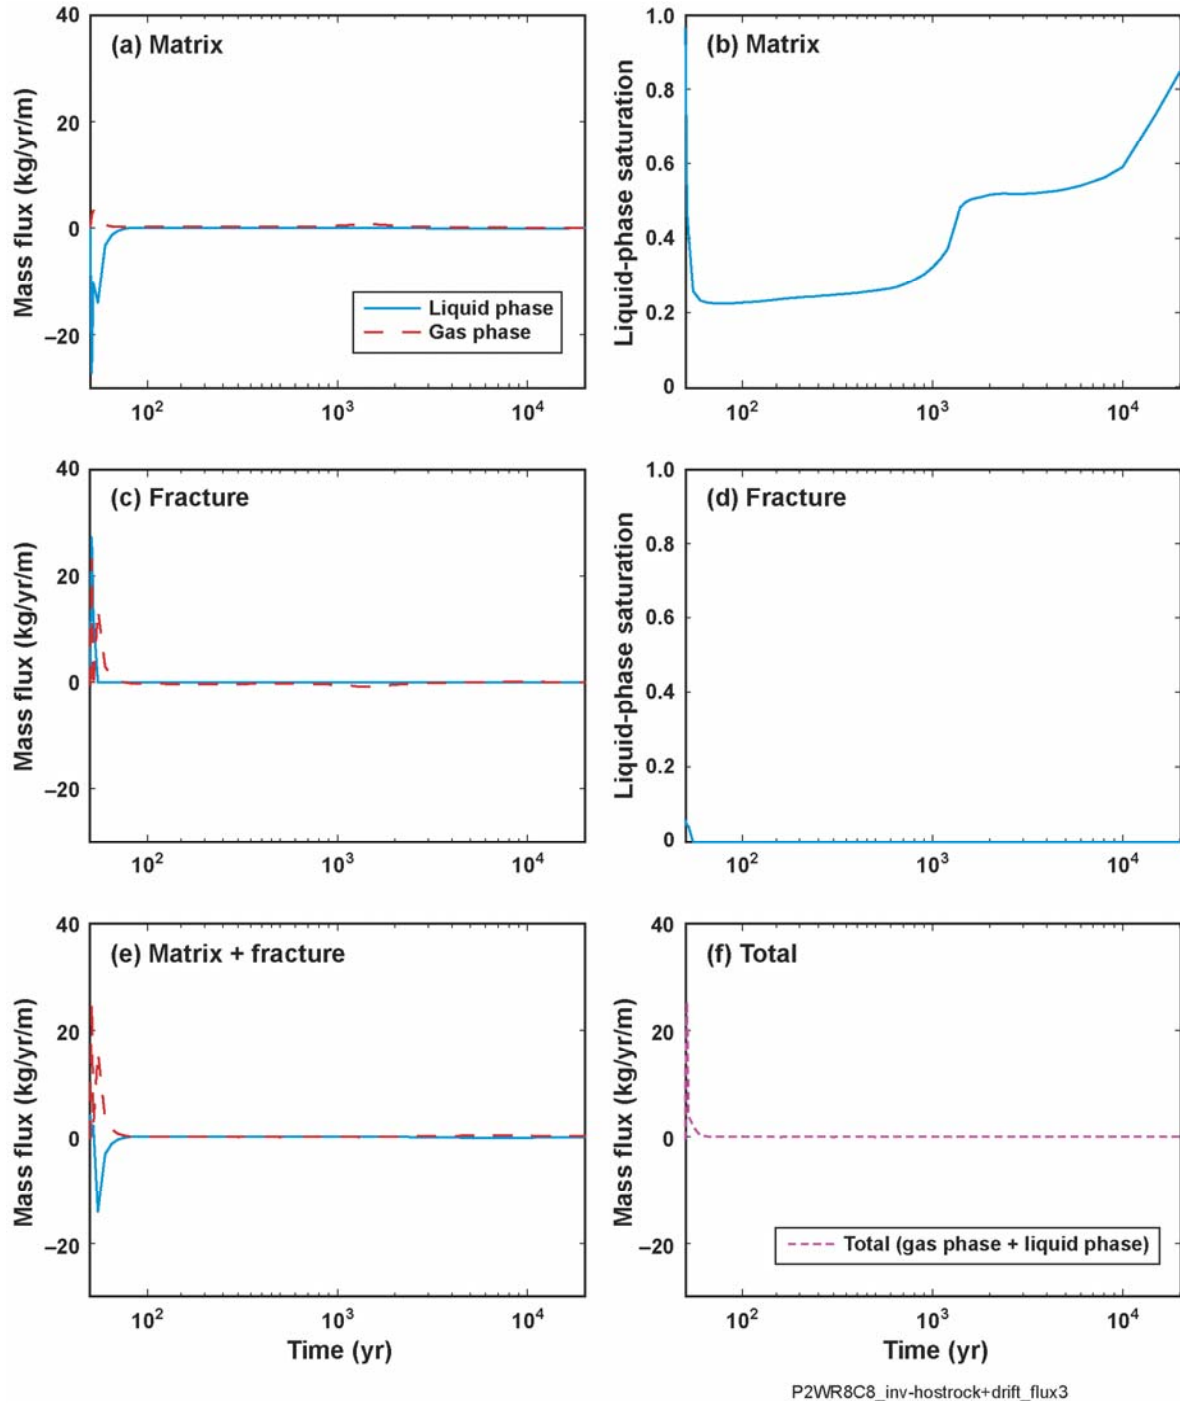 (a) Matrix
Mass flux (kg/yr/m)
40
20
0
–20
10²
10³
10⁴
Liquid phase
Gas phase
(b) Matrix
Liquid-phase saturation
1.0
0.8
0.6
0.4
0.2
0
10²
10³
10⁴
(c) Fracture
Mass flux (kg/yr/m)
40
20
0
–20
10²
10³
10⁴
(d) Fracture
Liquid-phase saturation
1.0
0.8
0.6
0.4
0.2
0
10²
10³
10⁴
(e) Matrix + fracture
Mass flux (kg/yr/m)
40
20
0
–20
10²
10³
10⁴
Time (yr)
(f) Total
Mass flux (kg/yr/m)
40
20
0
–20
Total (gas phase + liquid phase)
10²
10³
10⁴
Time (yr)
P2WR8C8_inv-hostrock+drift_flux3